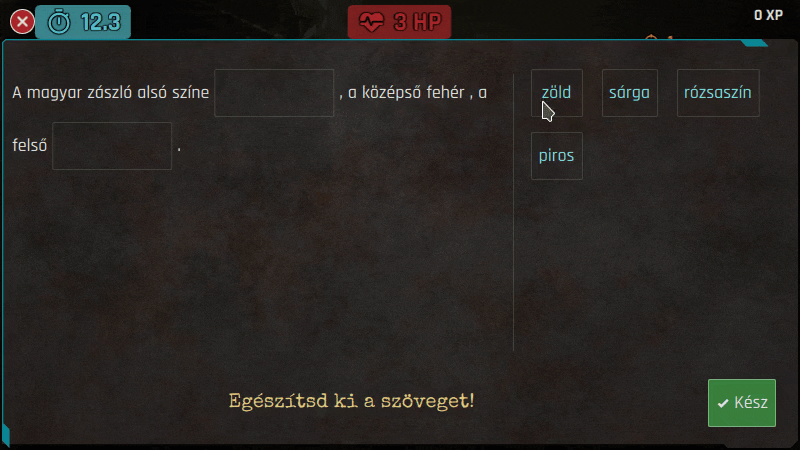 12.3
3 HP
0 XP
A magyar zászló alsó színe , a középső fehér , a
felső .
zöld sárga rózsaszín
piros
Egészítsd ki a szöveget!
Kész